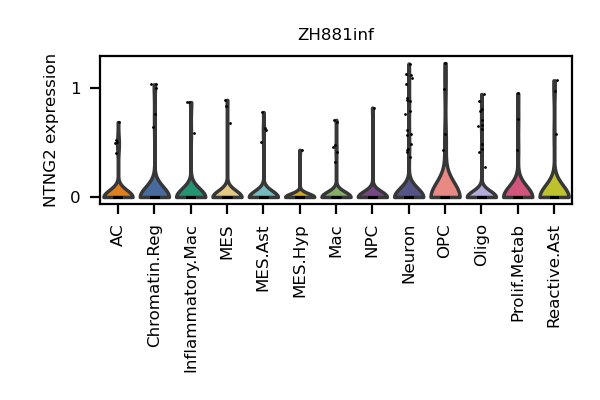 ZH881inf
NTNG2 expression
1
0
AC
Chromatin.Reg
Inflammatory.Mac
MES
MES.Ast
MES.Hyp
Mac
NPC
Neuron
OPC
Oligo
Prolif.Metab
Reactive.Ast